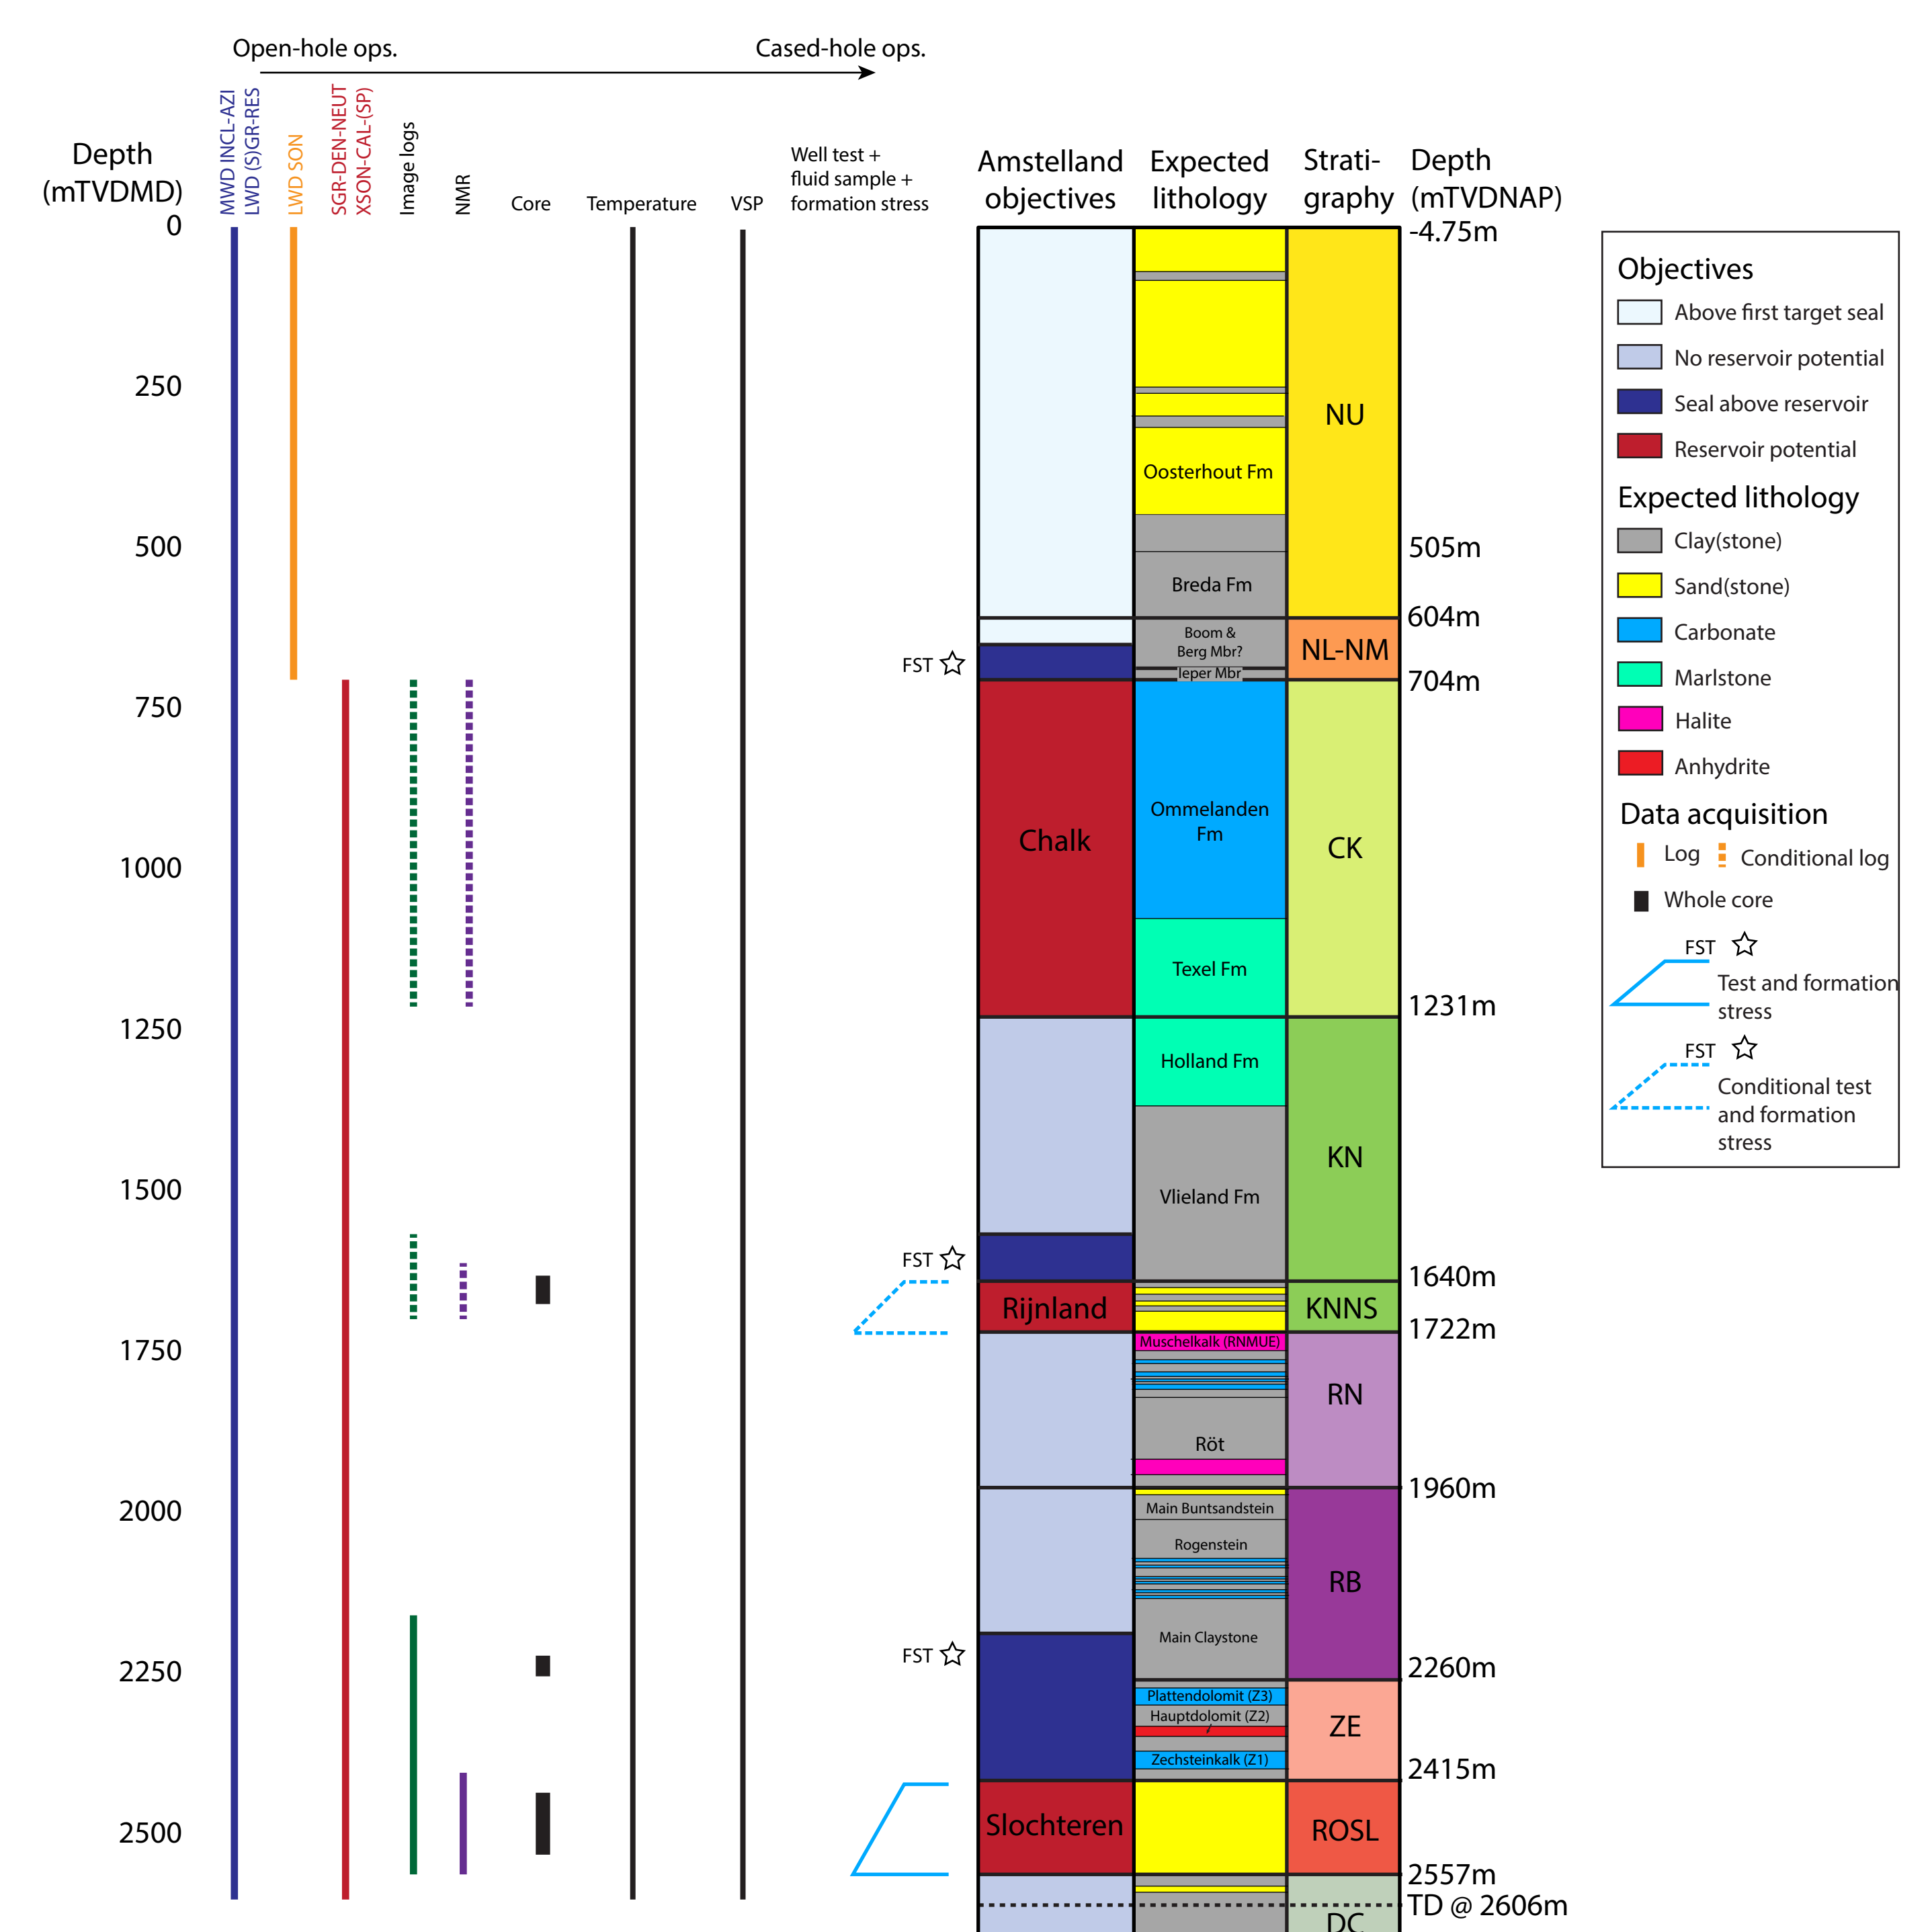 Open-hole ops.
Cased-hole ops.
Depth
(mTVDMD)
MWD INCL-AZI
LWD (S)GR-RES
LWD SON
SGR-DEN-NEUT
XSON-CAL-(SP)
Image logs
NMR
Core
Temperature
VSP
Well test +
fluid sample +
formation stress
Amstelland
objectives
Expected
lithology
Strati-
graphy
Depth
(mTVDNAP)
0
250
500
750
1000
1250
1500
1750
2000
2250
2500
FST
FST
FST
Chalk
Rijnland
Slochteren
Oosterhout Fm
Breda Fm
Boom &
Berg Mbr?
Ieper Mbr
Ommelanden
Fm
Texel Fm
Holland Fm
Vlieland Fm
Muschelkalk (RNMUE)
Röt
Main Buntsandstein
Rogenstein
Main Claystone
Plattendolomit (Z3)
Hauptdolomit (Z2)
Zechsteinkalk (Z1)
NU
NL-NM
CK
KN
KNNS
RN
RB
ZE
ROSL
DC
-4.75m
505m
604m
704m
1231m
1640m
1722m
1960m
2260m
2415m
2557m
TD @ 2606m
Objectives
Above first target seal
No reservoir potential
Seal above reservoir
Reservoir potential
Expected lithology
Clay(stone)
Sand(stone)
Carbonate
Marlstone
Halite
Anhydrite
Data acquisition
Log
Conditional log
Whole core
FST
Test and formation
stress
FST
Conditional test
and formation
stress